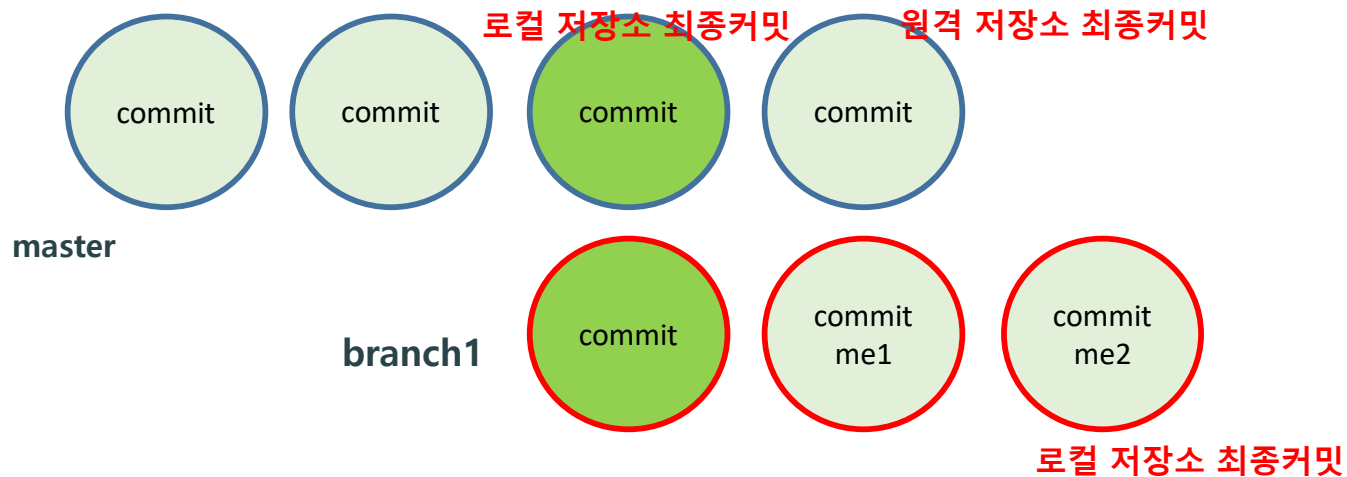 로컬 저장소 최종커밋
원격 저장소 최종커밋
commit
commit
commit
commit
master
branch1
commit
commit
me1
commit
me2
로컬 저장소 최종커밋